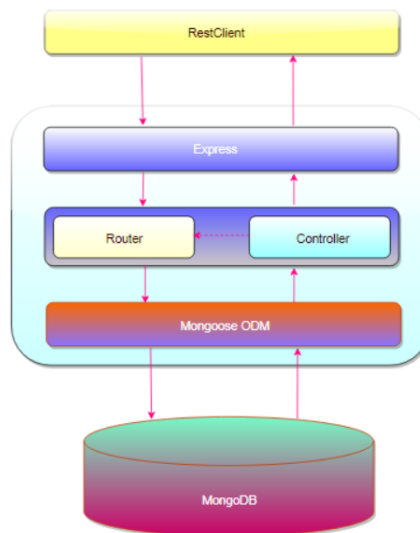 RestClient
Express
Router
Controller
Mongoose ODM
MongoDB